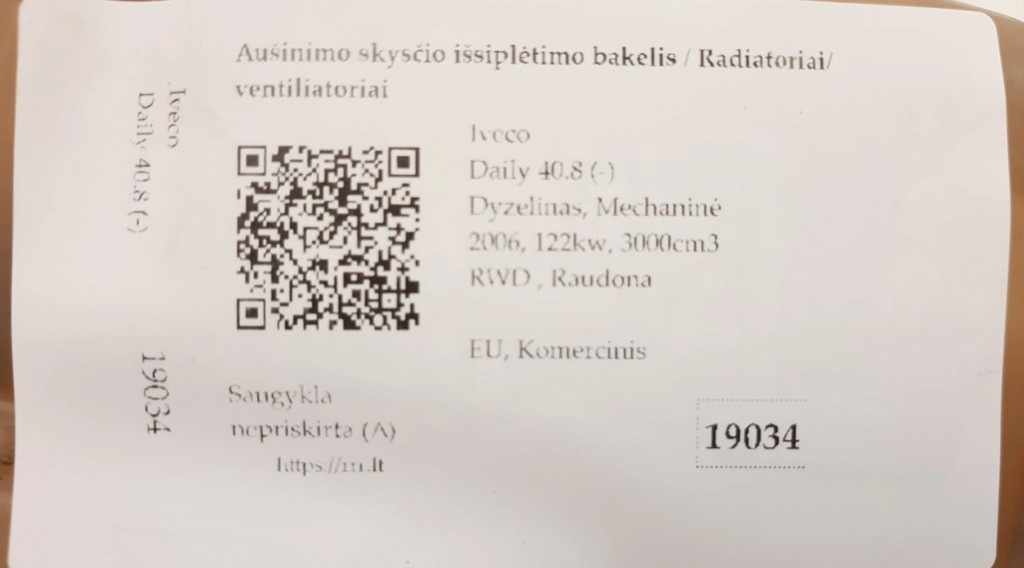 Aušinimo skysčio išsiplėtimo bakelis / Radiatoriai/
ventiliatoriai
Iveco
Daily 40.8 (-)
Iveco
Daily 40.8 (-)
Dyzelinas, Mechaninė
2006, 122kw, 3000cm3
RWD , Raudona
EU, Komercinis
19034
Saugykla
nepriskirta (A)
19034